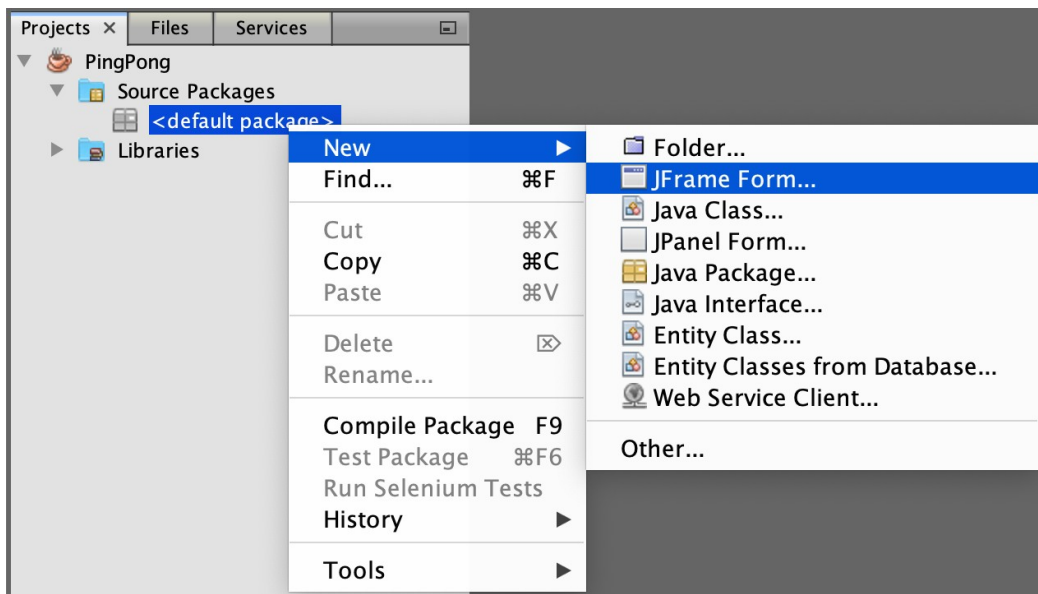 Projects × Files Services
PingPong
Source Packages
<default package>
Libraries
New
Find... ⌘F
Cut ⌘X
Copy ⌘C
Paste ⌘V
Delete ⌦
Rename...
Compile Package F9
Test Package ⌘F6
Run Selenium Tests
History
Tools
Folder...
JFrame Form...
Java Class...
JPanel Form...
Java Package...
Java Interface...
Entity Class...
Entity Classes from Database...
Web Service Client...
Other...